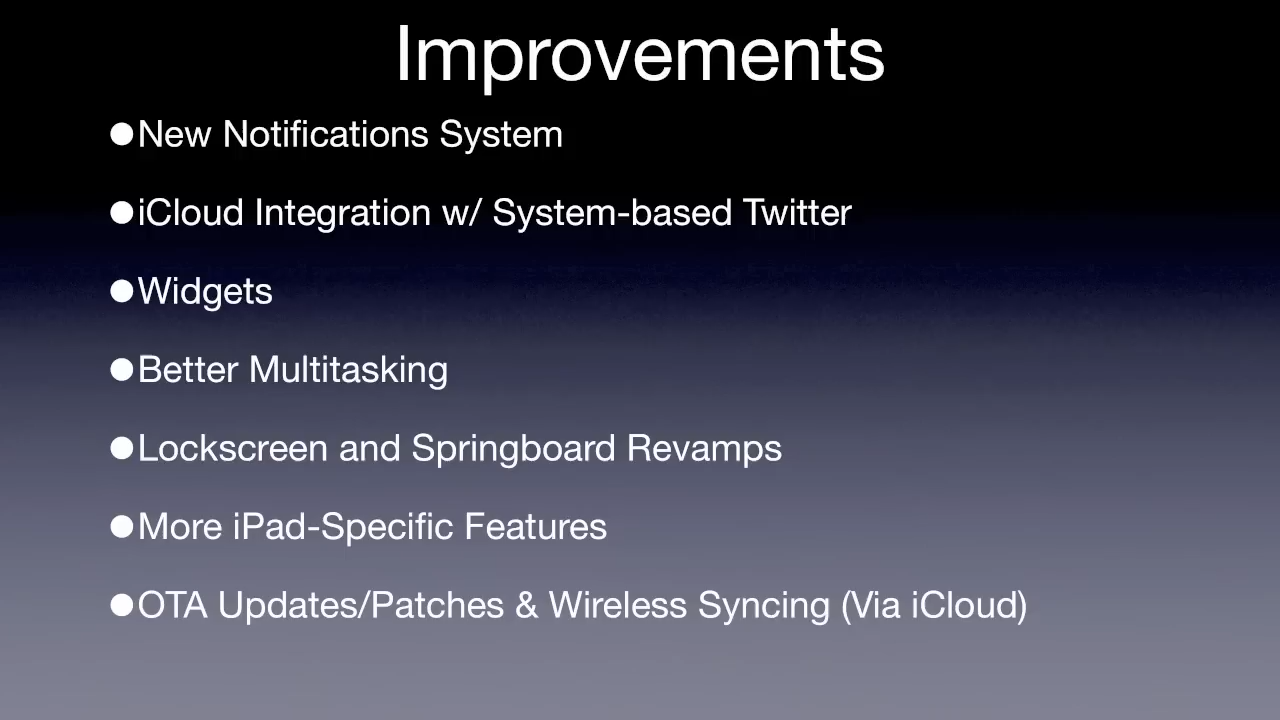 Improvements
●New Notifications System
●iCloud Integration w/ System-based Twitter
●Widgets
●Better Multitasking
●Lockscreen and Springboard Revamps
●More iPad-Specific Features
●OTA Updates/Patches & Wireless Syncing (Via iCloud)